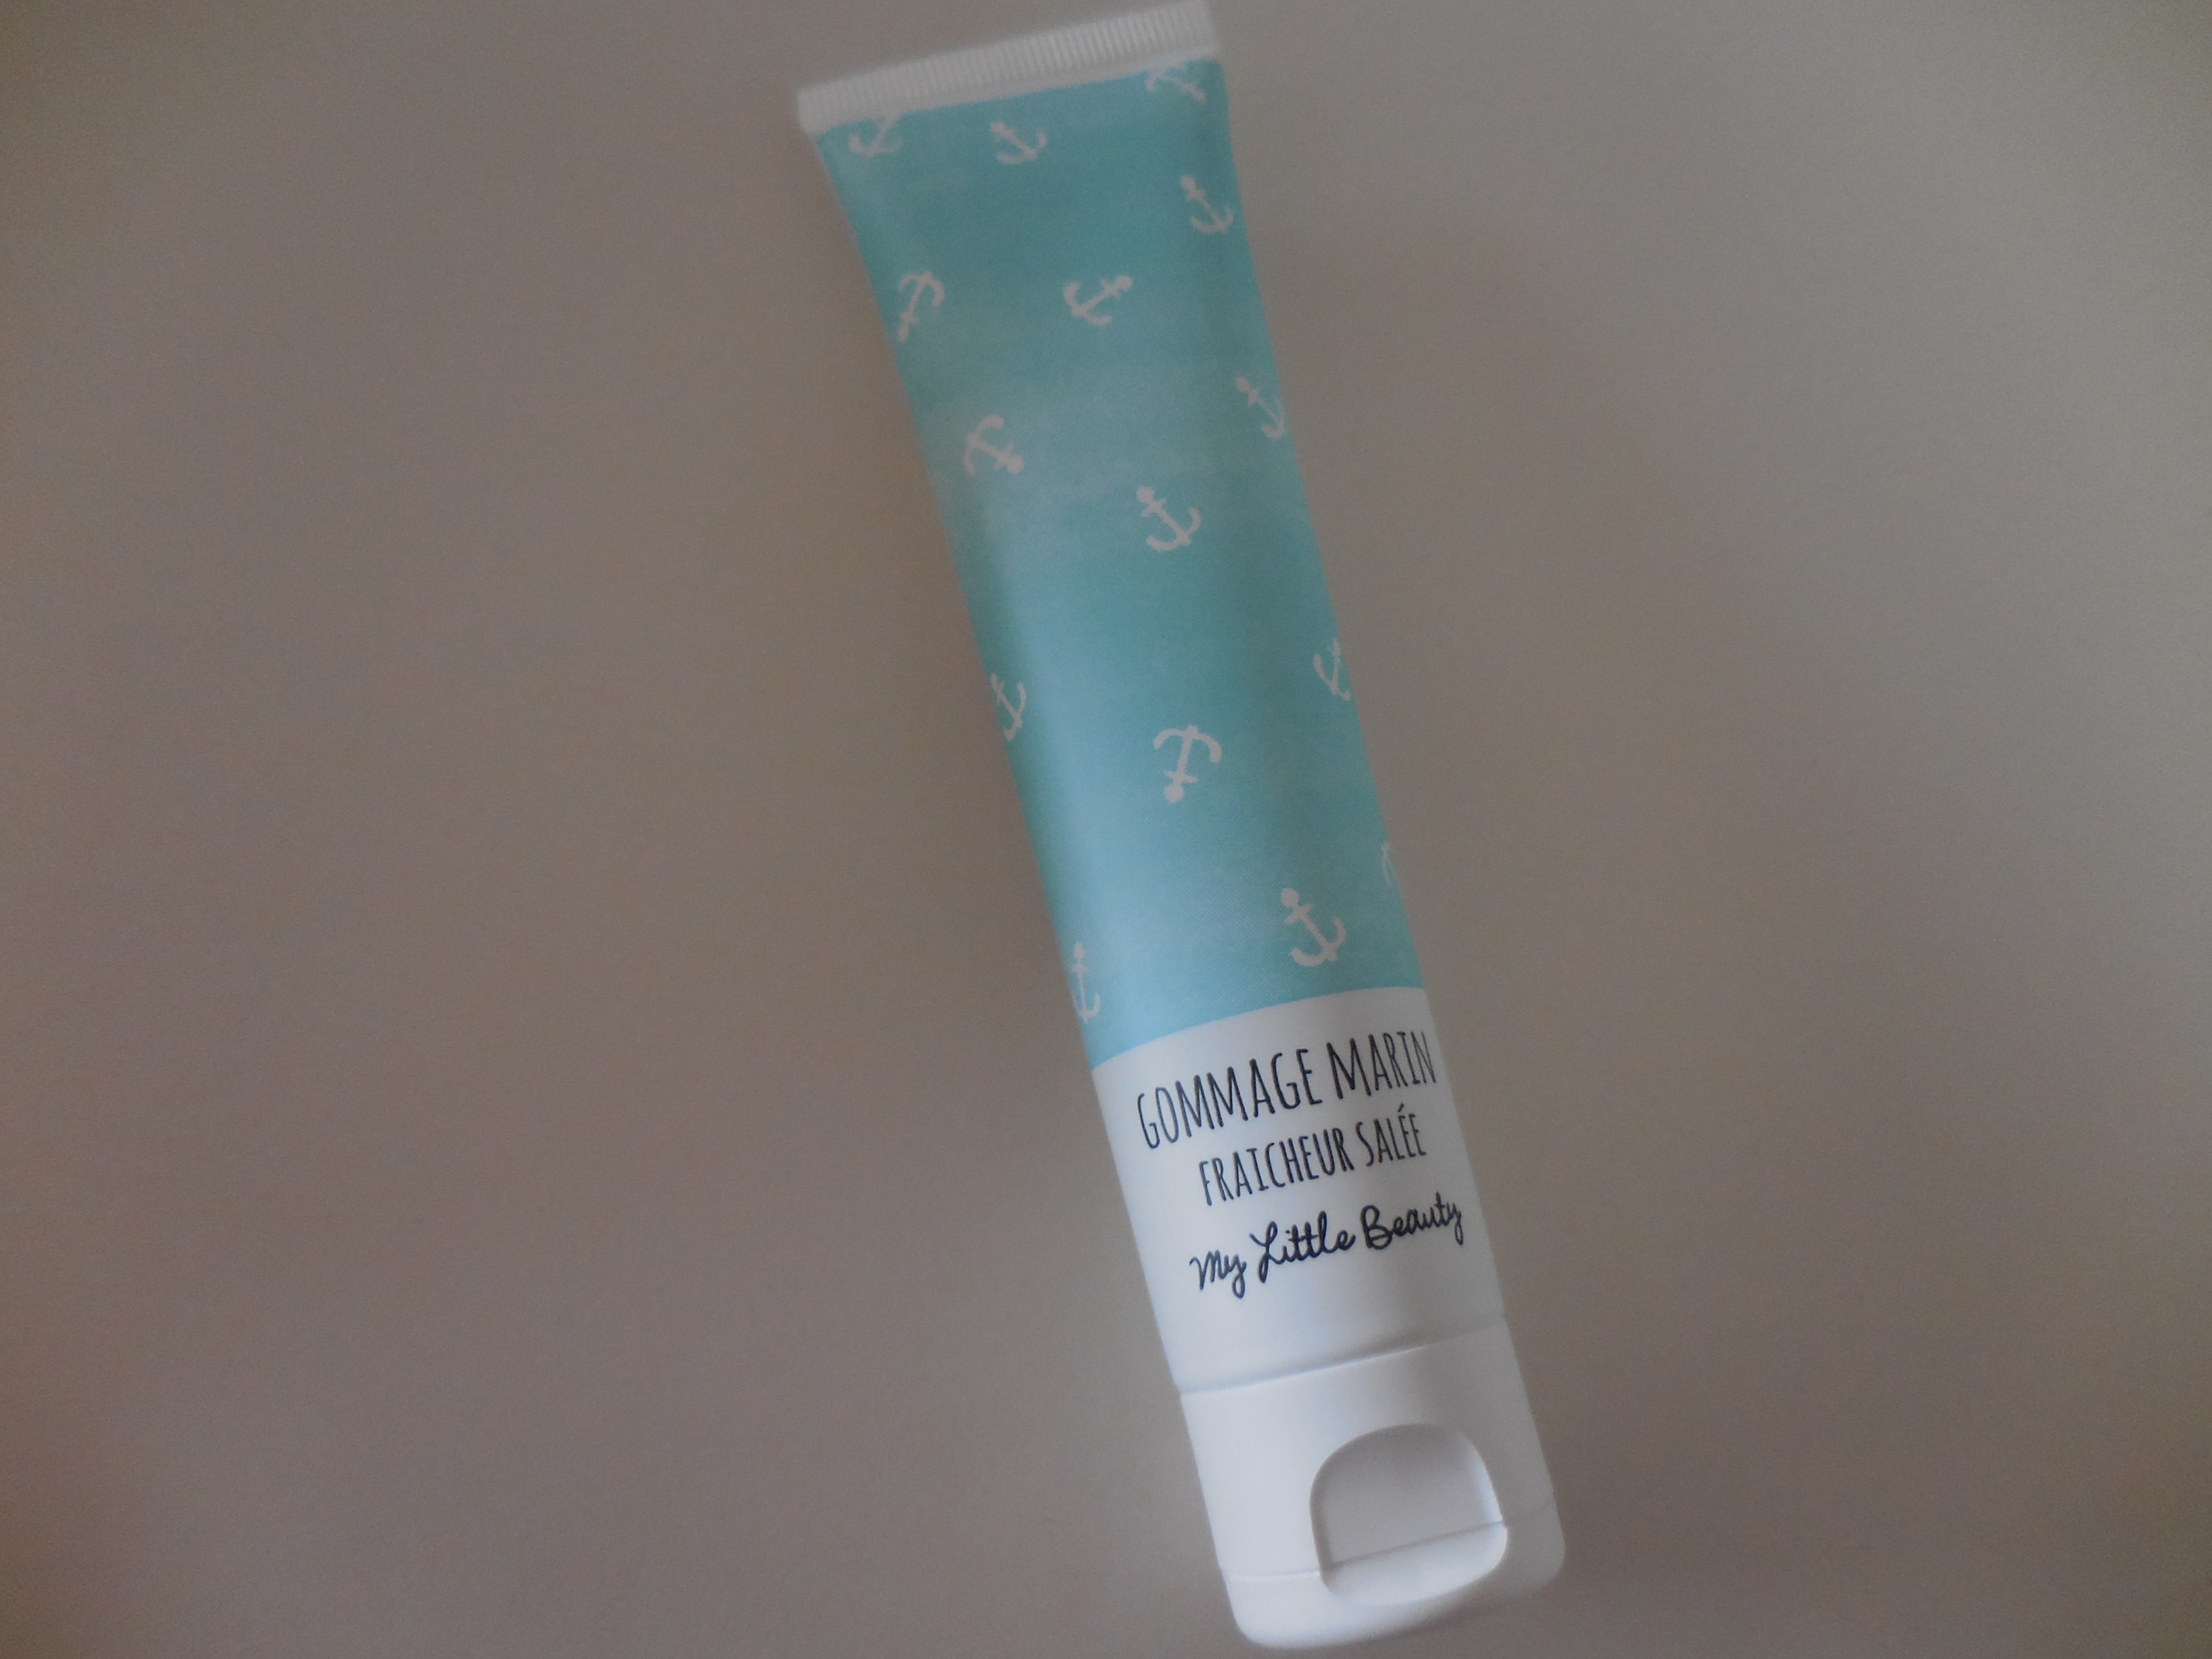 GOMMAGE MARIN
FRAICHEUR SALÉE
My Little Beauty